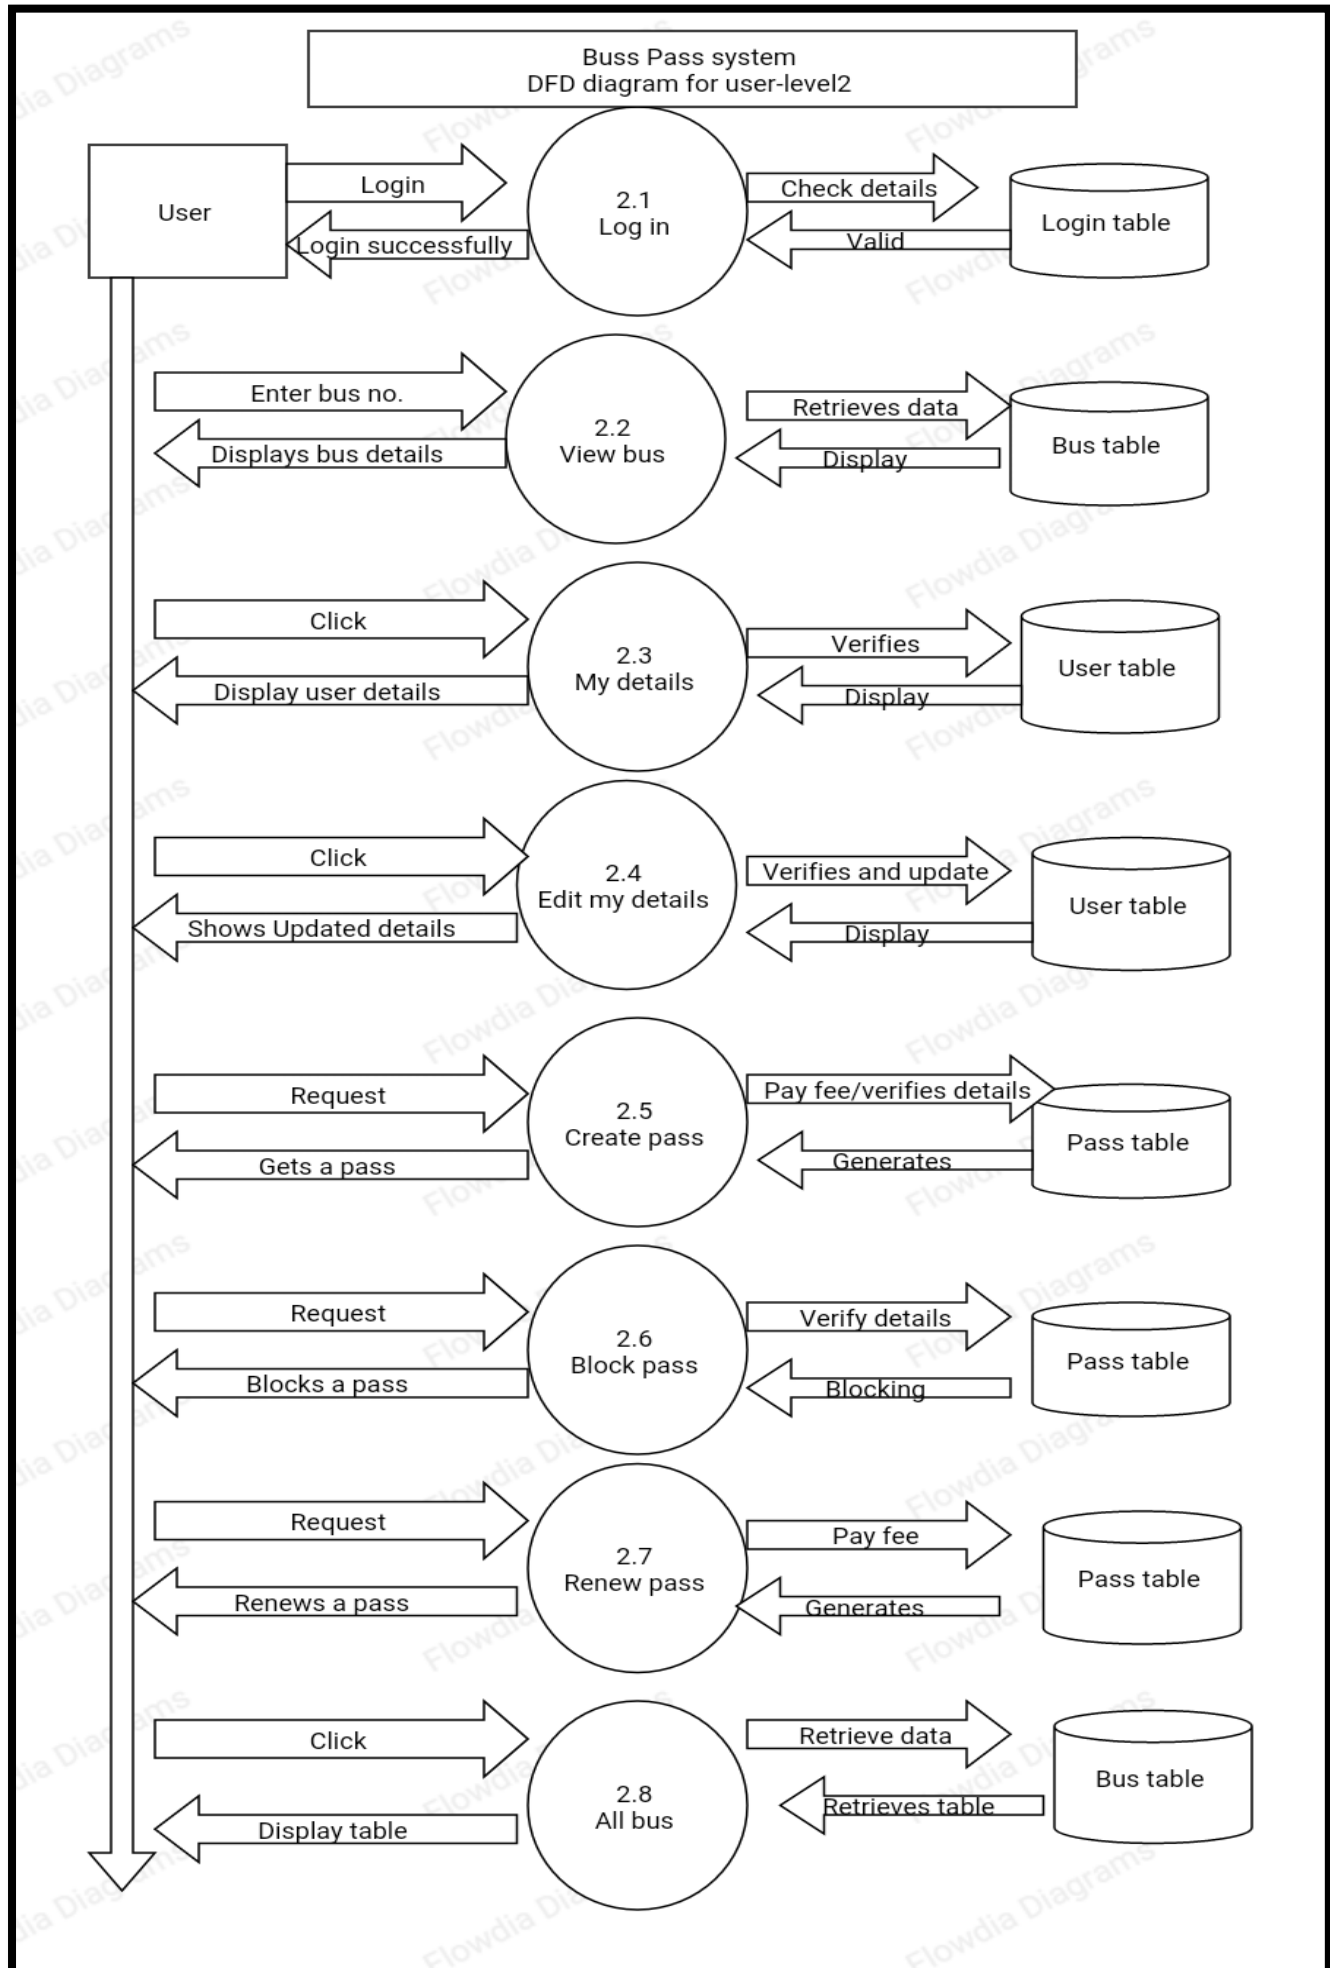 Buss Pass system
DFD diagram for user-level2
User
Login
Login successfully
2.1
Log in
Check details
Valid
Login table
Enter bus no.
Displays bus details
2.2
View bus
Retrieves data
Display
Bus table
Click
Display user details
2.3
My details
Verifies
Display
User table
Click
Shows Updated details
2.4
Edit my details
Verifies and update
Display
User table
Request
Gets a pass
2.5
Create pass
Pay fee/verifies details
Generates
Pass table
Request
Blocks a pass
2.6
Block pass
Verify details
Blocking
Pass table
Request
Renews a pass
2.7
Renew pass
Pay fee
Generates
Pass table
Click
Display table
2.8
All bus
Retrieve data
Retrieves table
Bus table
Flowdia Diagrams